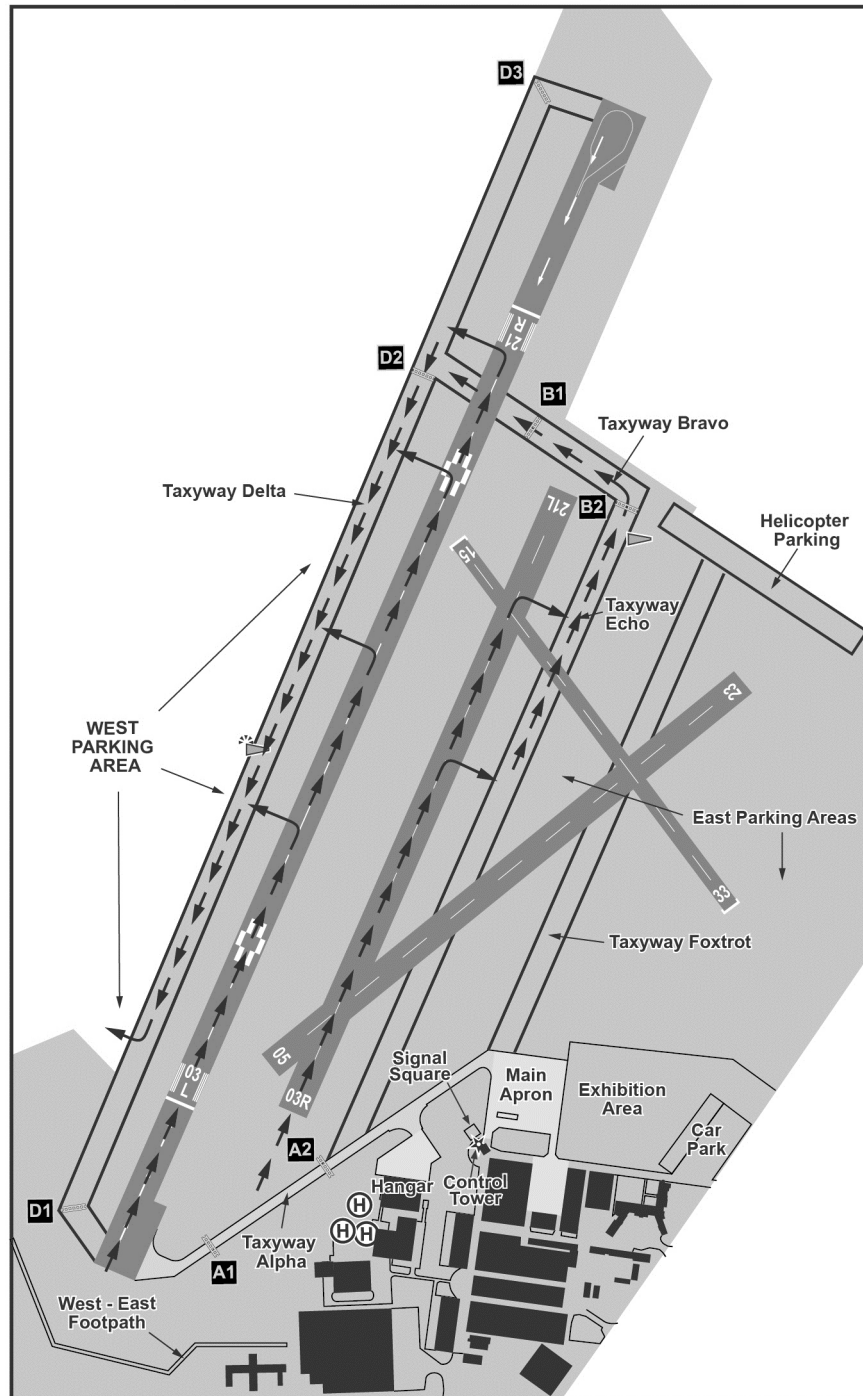 D3
21
R
D2
B1
Taxyway Bravo
Taxyway Delta
21L
B2
Helicopter
Parking
15
Taxyway
Echo
23
WEST
PARKING
AREA
East Parking Areas
33
Taxyway Foxtrot
05
03
L
03R
Signal
Square
Main
Apron
Exhibition
Area
Car
Park
A2
Hangar
Control
Tower
D1
H
H
H
Taxyway
Alpha
A1
West - East
Footpath